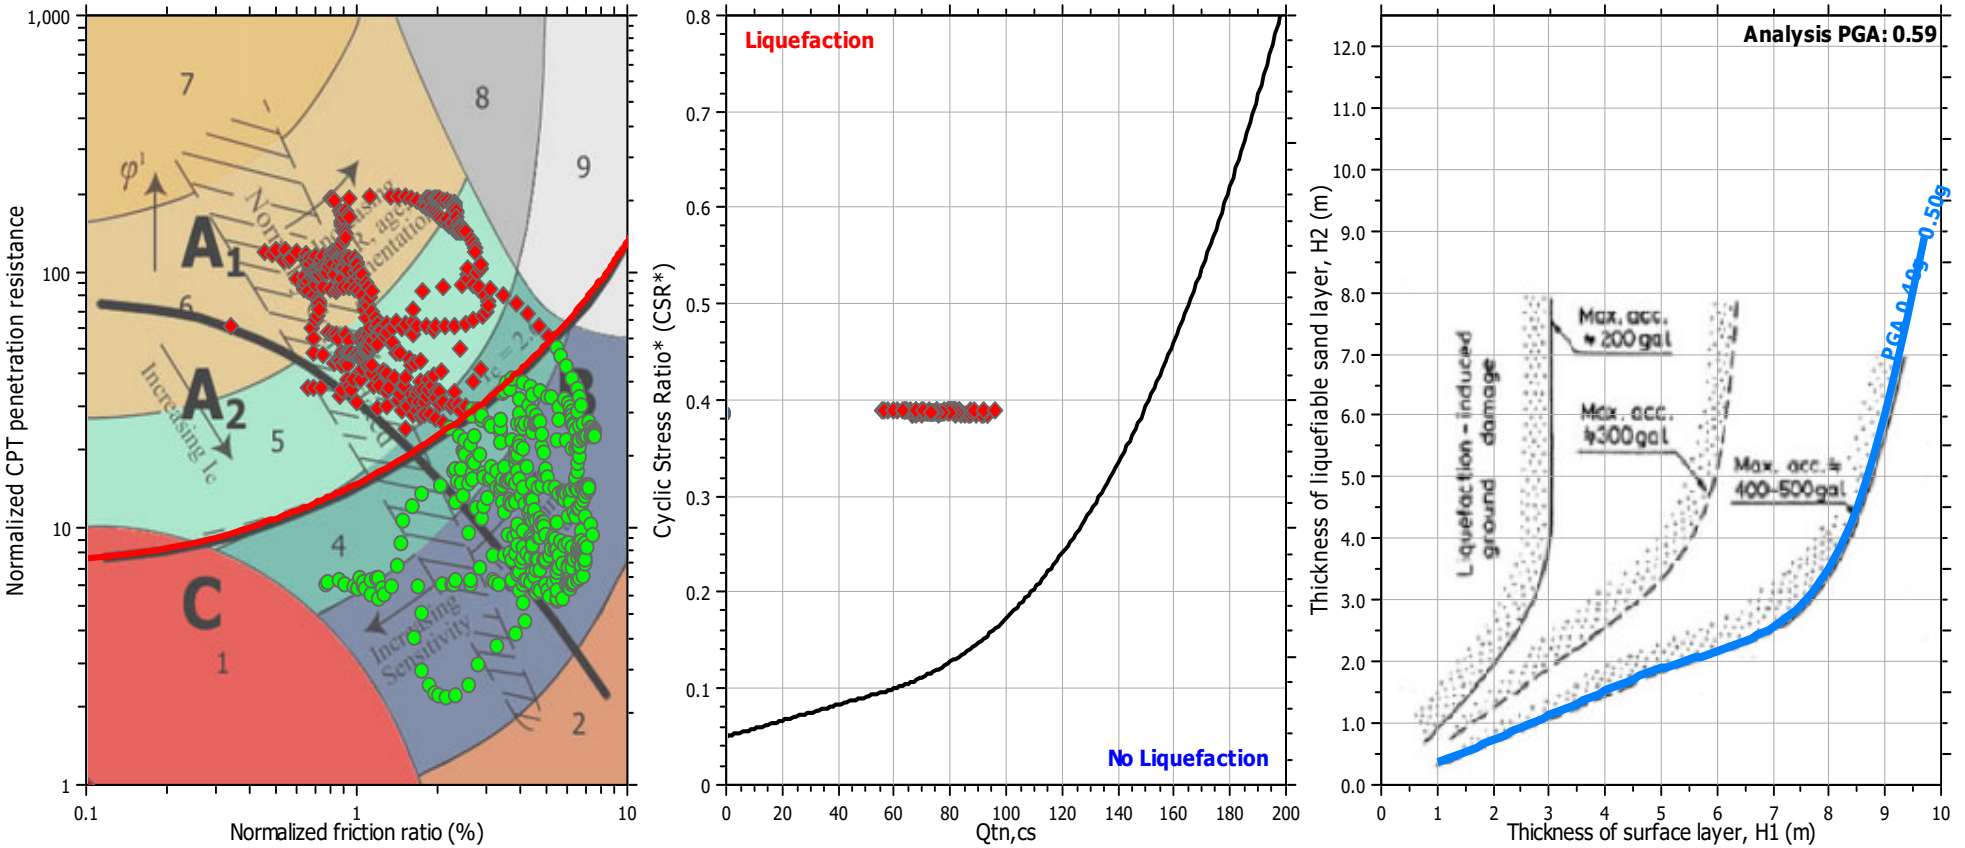 1,000
100
10
1
0.1
1
10
Normalized CPT penetration resistance
Normalized friction ratio (%)
7
8
9
φ'
A1
6
A2
5
4
B
C
1
2
Increasing Ic
Increasing
Sensitivity
Liquefaction
No Liquefaction
0.8
0.7
0.6
0.5
0.4
0.3
0.2
0.1
0
0
20
40
60
80
100
120
140
160
180
200
Cyclic Stress Ratio* (CSR*)
Qtn,cs
Analysis PGA: 0.59
12.0
11.0
10.0
9.0
8.0
7.0
6.0
5.0
4.0
3.0
2.0
1.0
0.0
0
1
2
3
4
5
6
7
8
9
10
Thickness of liquefiable sand layer, H2 (m)
Thickness of surface layer, H1 (m)
Liquefaction-induced
ground damage
Max. acc.
≒ 200 gal
Max. acc.
≒300 gal
Max. acc.≒
400-500gal
PGA 0.40g
0.50g